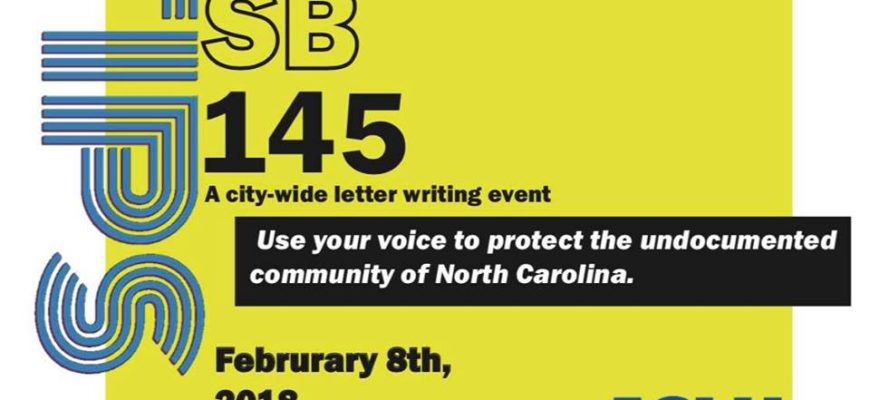 SB
145
A city-wide letter writing event
Use your voice to protect the undocumented
community of North Carolina.
Februrary 8th,
2018